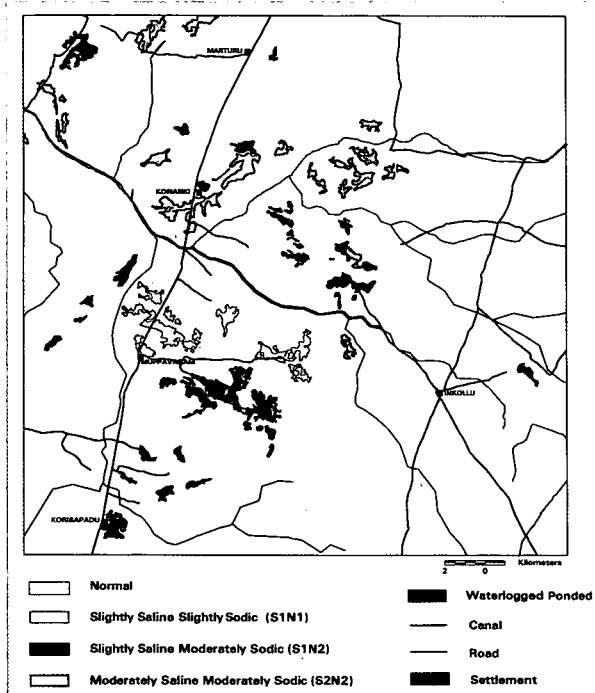 MARTURU
KONANKI
MUPPAVARAM
INKOLLU
KORISAPADU
2 0 Kilometers
Normal
Slightly Saline Slightly Sodic (S1N1)
Slightly Saline Moderately Sodic (S1N2)
Moderately Saline Moderately Sodic (S2N2)
Waterlogged Ponded
Canal
Road
Settlement